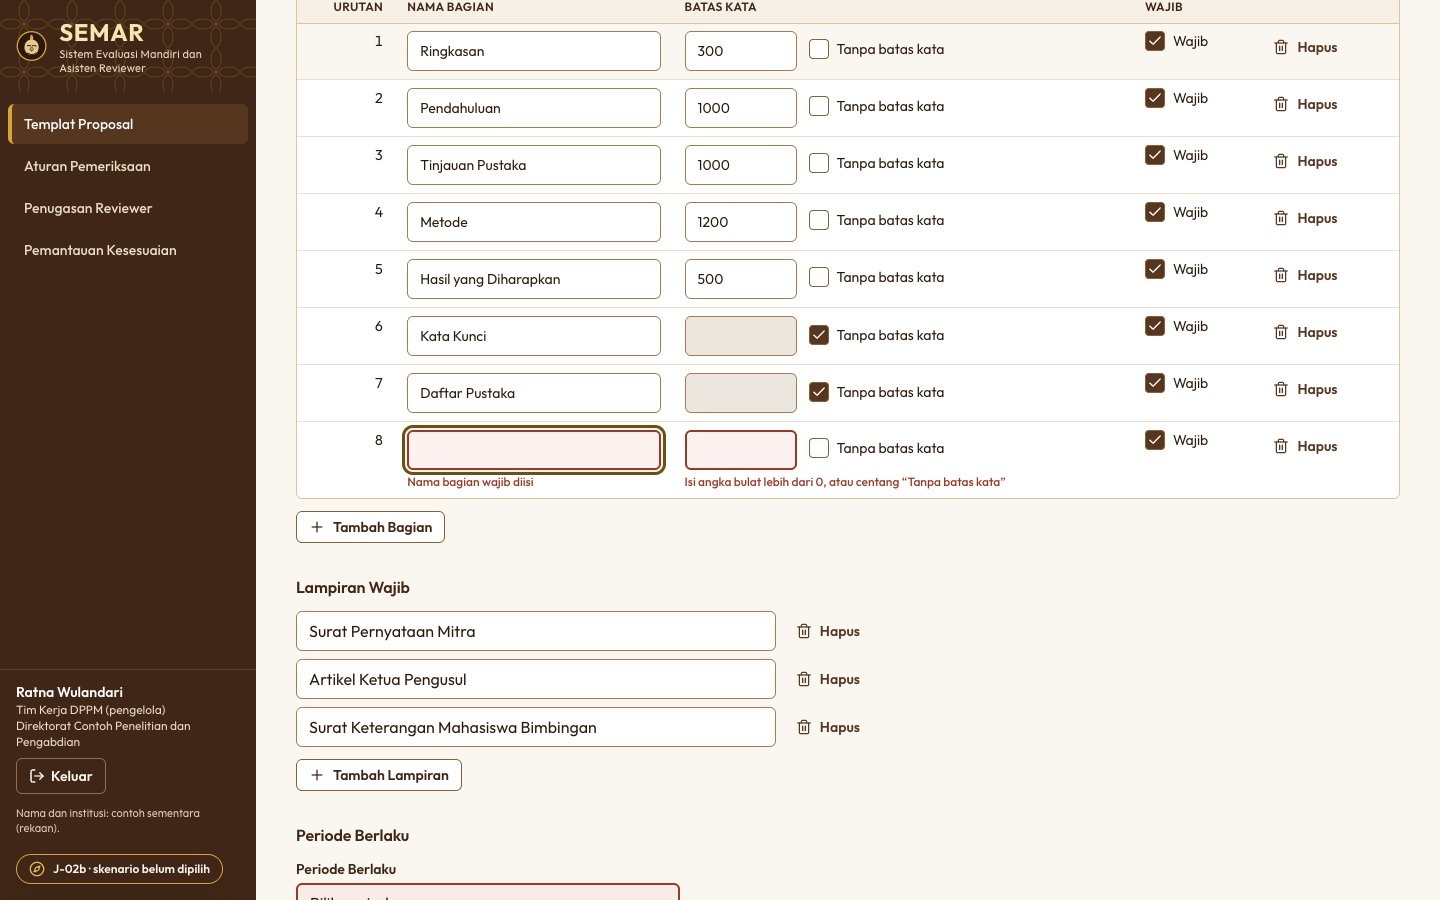 SEMAR
Sistem Evaluasi Mandiri dan
Asisten Reviewer
Templat Proposal
Aturan Pemeriksaan
Penugasan Reviewer
Pemantauan Kesesuaian
Ratna Wulandari
Tim Kerja DPPM (pengelola)
Direktorat Contoh Penelitian dan
Pengabdian
Keluar
Nama dan institusi: contoh sementara
(rekaan).
J-02b · skenario belum dipilih
URUTAN NAMA BAGIAN BATAS KATA WAJIB
1 Ringkasan 300 Tanpa batas kata Wajib Hapus
2 Pendahuluan 1000 Tanpa batas kata Wajib Hapus
3 Tinjauan Pustaka 1000 Tanpa batas kata Wajib Hapus
4 Metode 1200 Tanpa batas kata Wajib Hapus
5 Hasil yang Diharapkan 500 Tanpa batas kata Wajib Hapus
6 Kata Kunci Tanpa batas kata Wajib Hapus
7 Daftar Pustaka Tanpa batas kata Wajib Hapus
8 Tanpa batas kata Wajib Hapus
Nama bagian wajib diisi Isi angka bulat lebih dari 0, atau centang “Tanpa batas kata”
Tambah Bagian
Lampiran Wajib
Surat Pernyataan Mitra Hapus
Artikel Ketua Pengusul Hapus
Surat Keterangan Mahasiswa Bimbingan Hapus
Tambah Lampiran
Periode Berlaku
Periode Berlaku